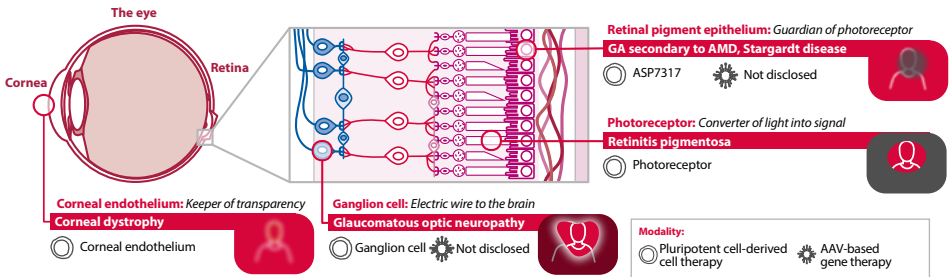 The eye
Cornea
Retina
Retinal pigment epithelium: Guardian of photoreceptor
GA secondary to AMD, Stargardt disease
ASP7317
Not disclosed
Photoreceptor: Converter of light into signal
Retinitis pigmentosa
Photoreceptor
Corneal endothelium: Keeper of transparency
Corneal dystrophy
Corneal endothelium
Ganglion cell: Electric wire to the brain
Glaucomatous optic neuropathy
Ganglion cell
Not disclosed
Modality:
Pluripotent cell-derived
cell therapy
AAV-based
gene therapy